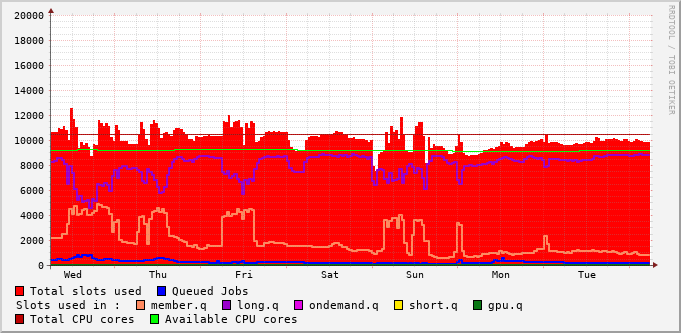 RRDTOOL / TOBI OETIKER
20000
18000
16000
14000
12000
10000
8000
6000
4000
2000
0
Wed Thu Fri Sat Sun Mon Tue
Total slots used Queued Jobs
Slots used in : member.q long.q ondemand.q short.q gpu.q
Total CPU cores Available CPU cores